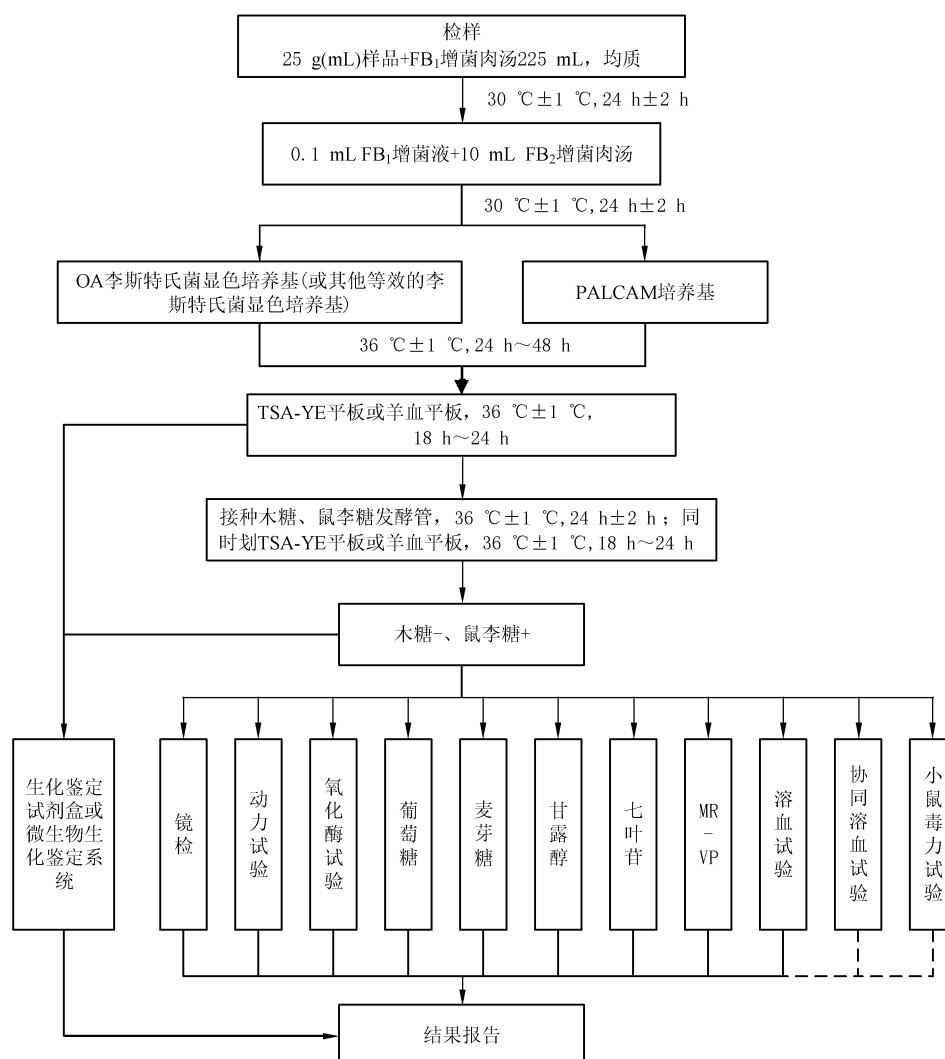 检样
25 g(mL)样品+FB₁增菌肉汤225 mL，均质
30 ℃±1 ℃,24 h±2 h
0.1 mL FB₁增菌液+10 mL FB₂增菌肉汤
30 ℃±1 ℃,24 h±2 h
OA李斯特氏菌显色培养基(或其他等效的李
斯特氏菌显色培养基)
PALCAM培养基
36 ℃±1 ℃,24 h～48 h
TSA-YE平板或羊血平板，36 ℃±1 ℃,
18 h～24 h
接种木糖、鼠李糖发酵管，36 ℃±1 ℃,24 h±2 h；同
时划TSA-YE平板或羊血平板，36 ℃±1 ℃,18 h～24 h
木糖-、鼠李糖+
生化鉴定
试剂盒或
微生物生
化鉴定系
统
镜检
动力试验
氧化酶试验
葡萄糖
麦芽糖
甘露醇
七叶苷
MR
-
VP
溶血试验
协同溶血试验
小鼠毒力试验
结果报告